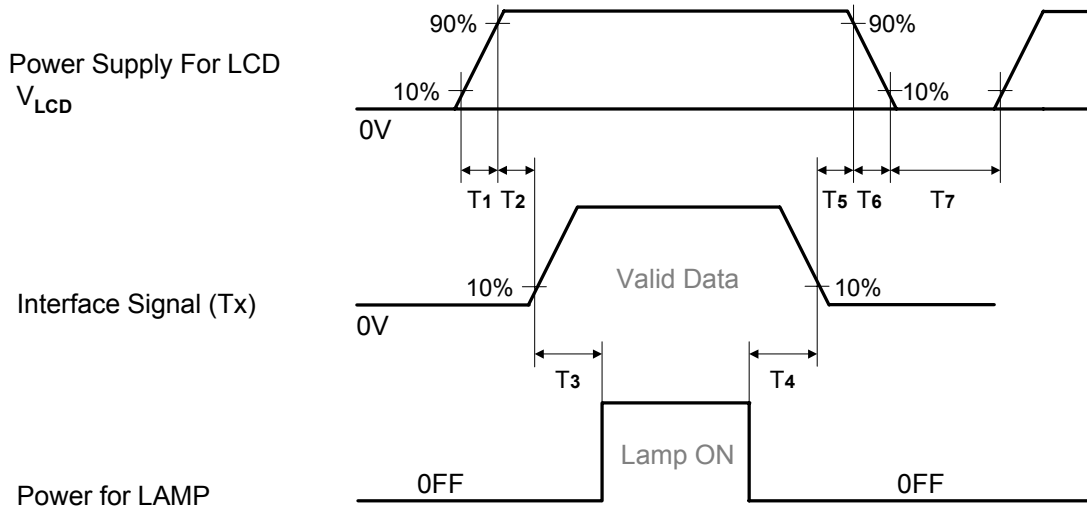 90% 90%
Power Supply For LCD
VLCD
10% 10%
0V
T1 T2 T5 T6 T7
Valid Data
10% 10%
Interface Signal (Tx)
0V
T3 T4
Lamp ON
0FF 0FF
Power for LAMP